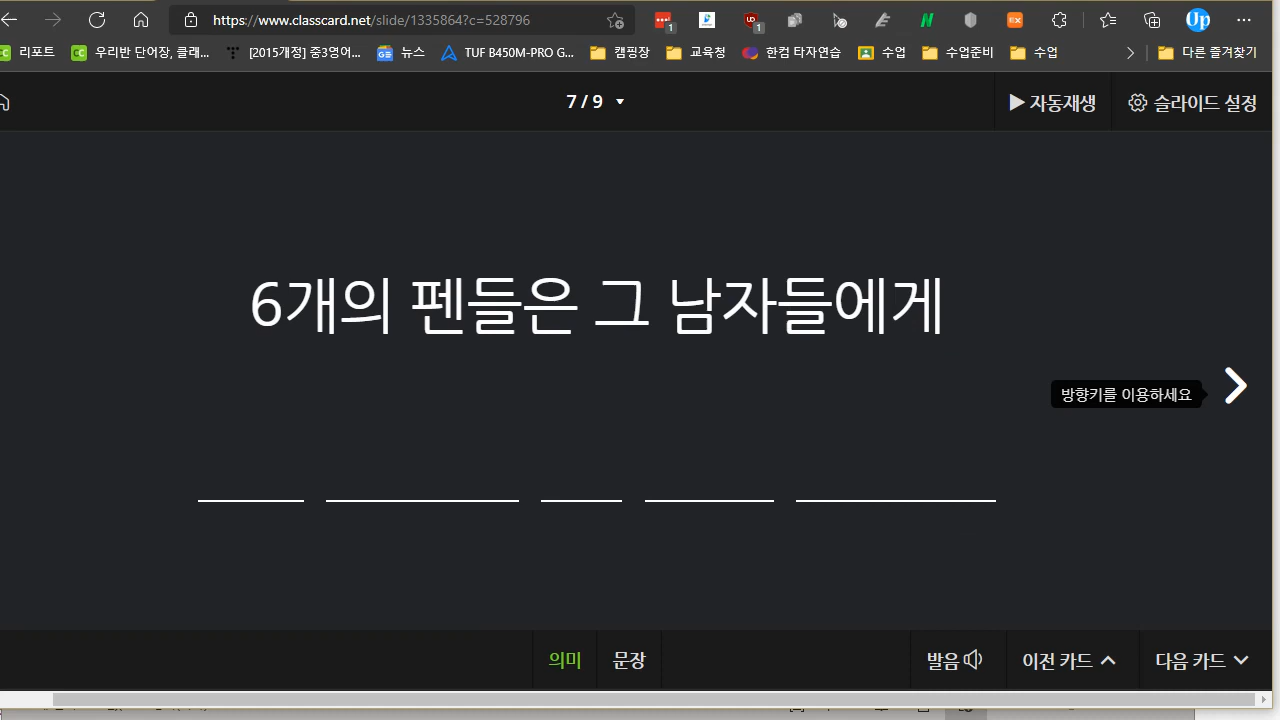 https://www.classcard.net/slide/1335864?c=528796
1
1
Up
리포트
우리반 단어장, 클래...
[2015개정] 중3영어...
뉴스
TUF B450M-PRO G...
캠핑장
교육청
한컴 타자연습
수업
수업준비
수업
다른 즐겨찾기
7 / 9
자동재생
슬라이드 설정
6개의 펜들은 그 남자들에게
방향키를 이용하세요
의미
문장
발음
이전 카드
다음 카드